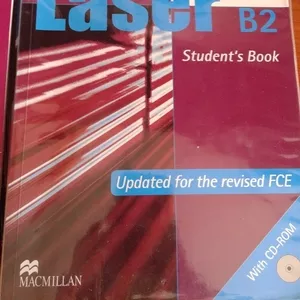 Laser B2
Student's Book
Updated for the revised FCE
With CD-ROM
MACMILLAN